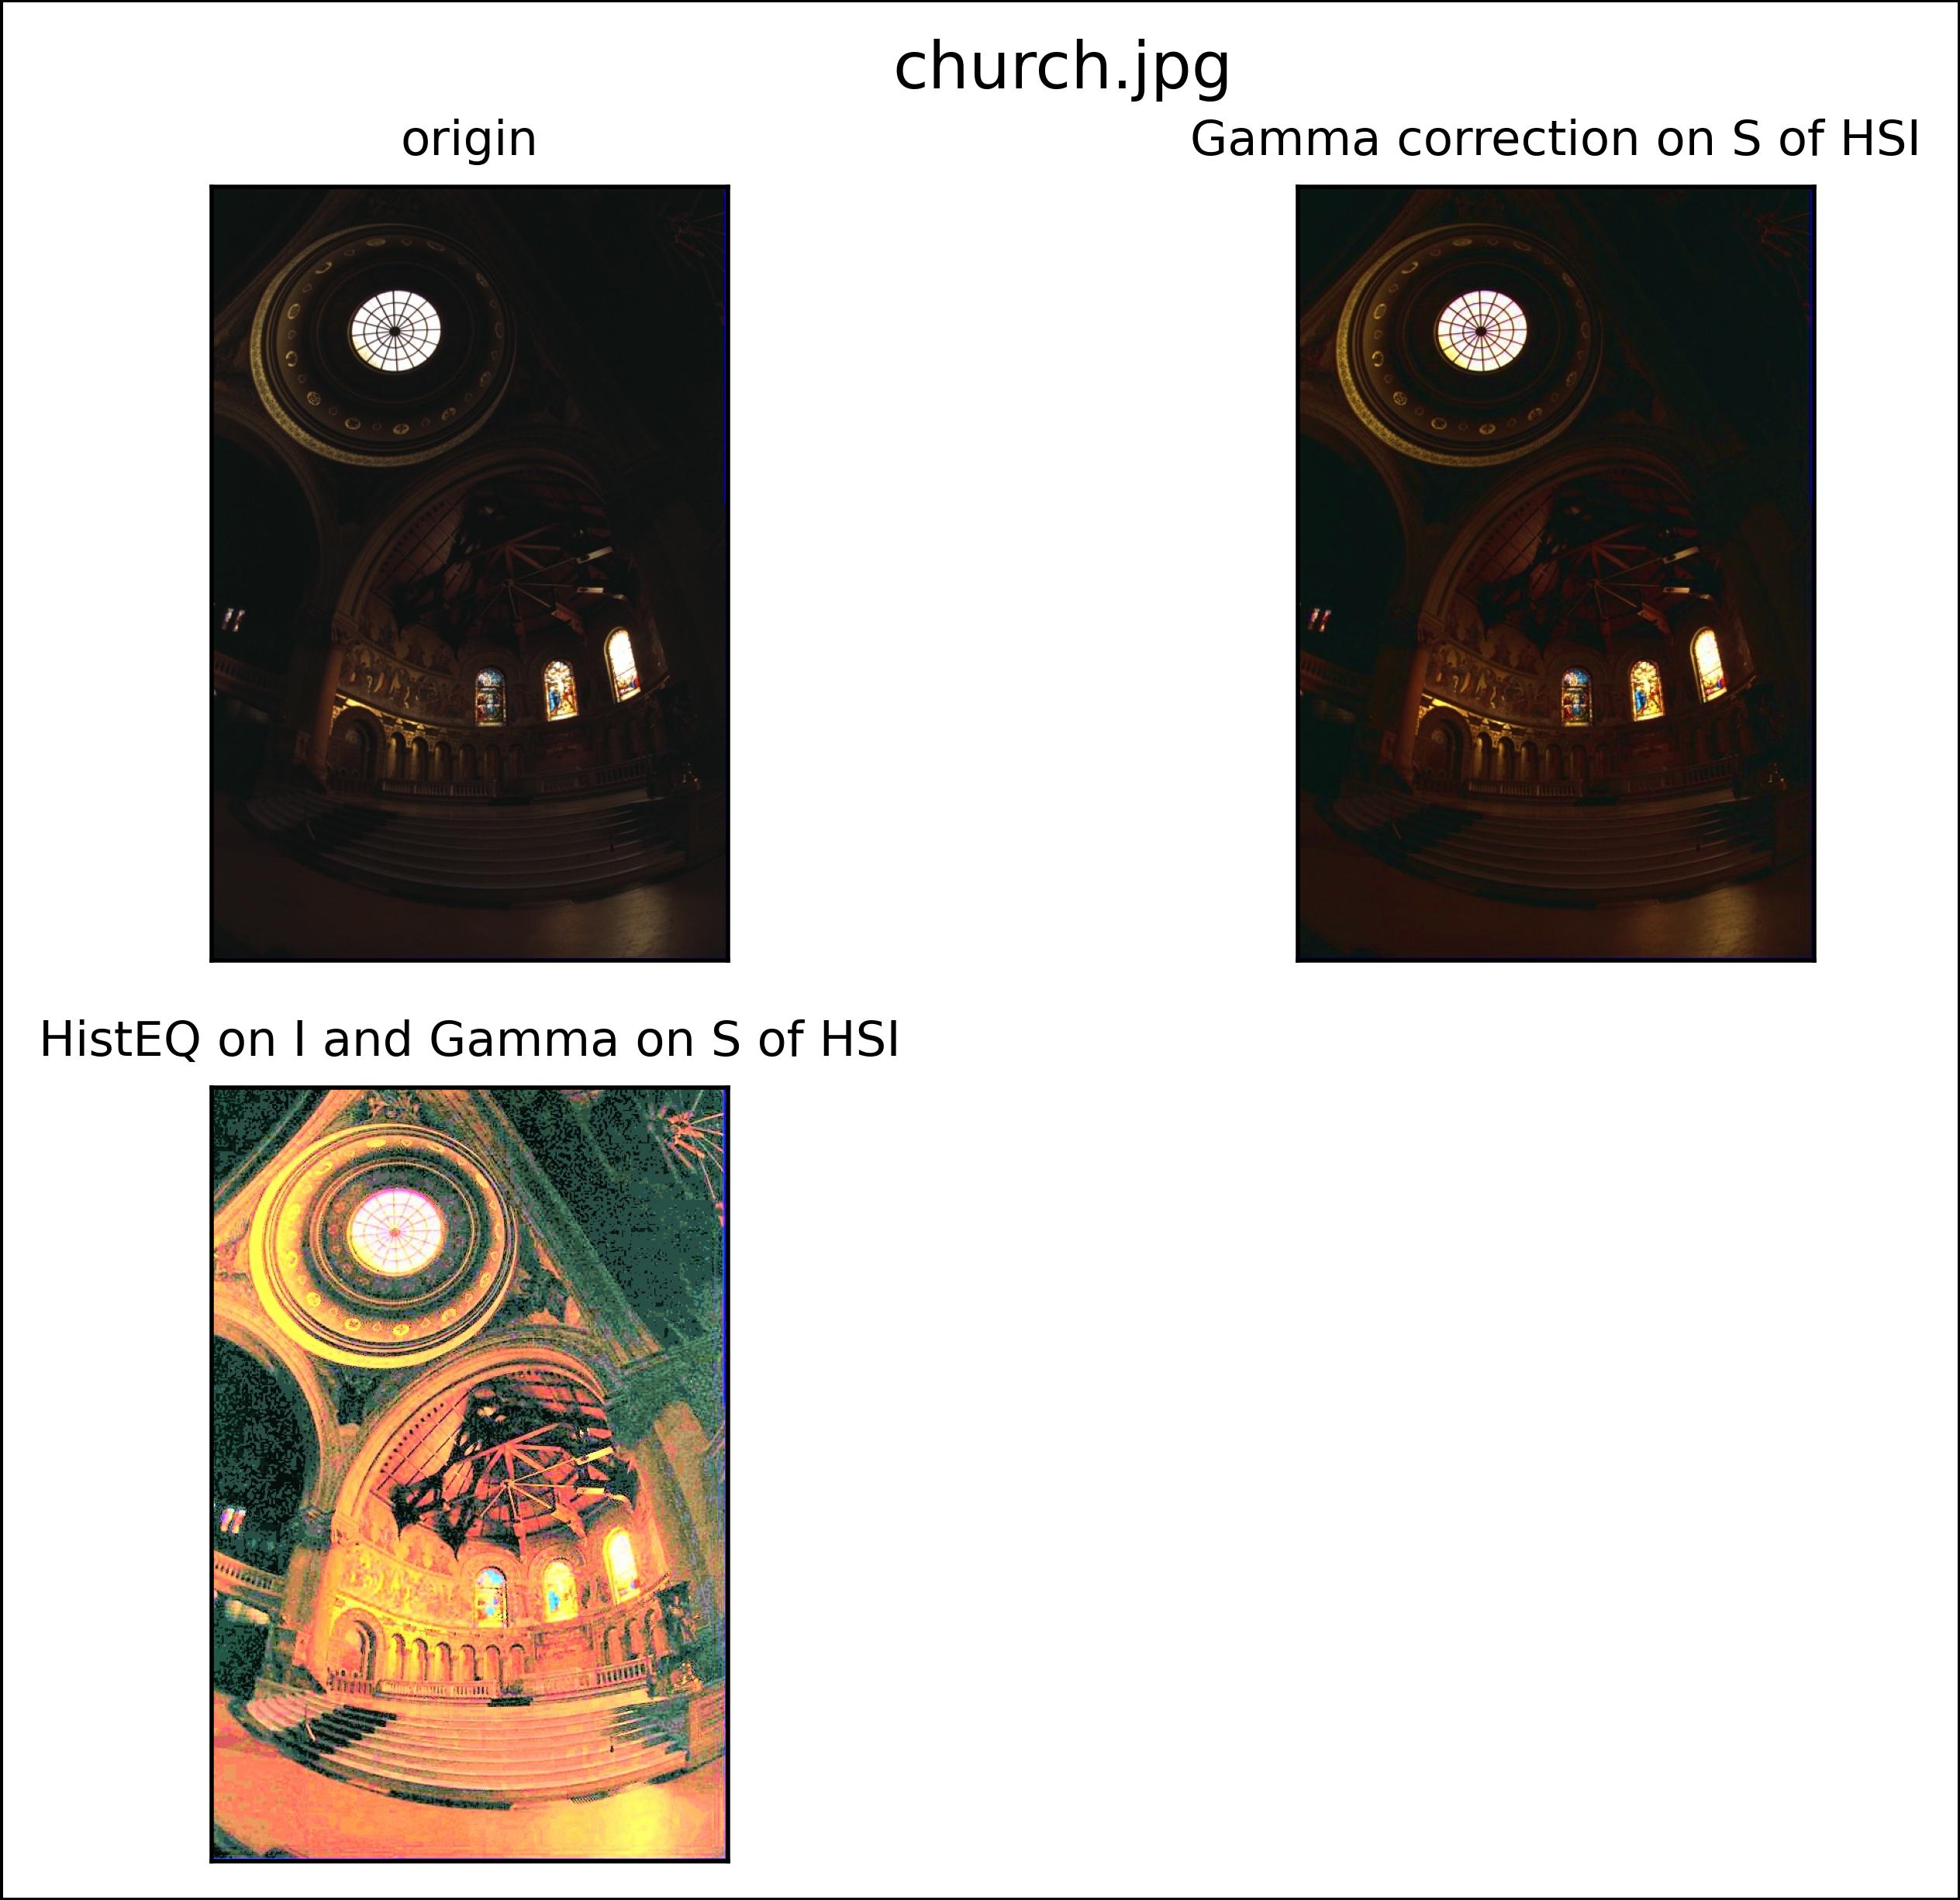 church.jpg
origin
Gamma correction on S of HSI
HistEQ on I and Gamma on S of HSI